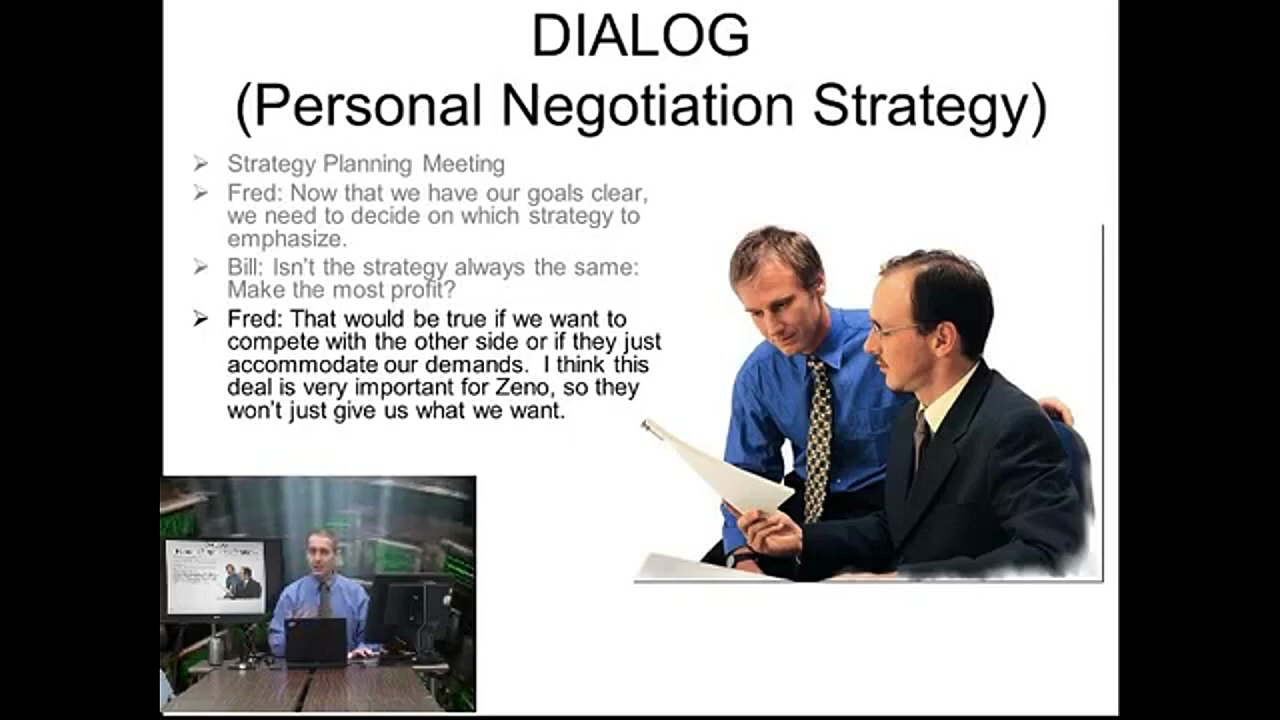 DIALOG
(Personal Negotiation Strategy)
➢ Strategy Planning Meeting
➢ Fred: Now that we have our goals clear,
we need to decide on which strategy to
emphasize.
➢ Bill: Isn't the strategy always the same:
Make the most profit?
➢ Fred: That would be true if we want to
compete with the other side or if they just
accommodate our demands.  I think this
deal is very important for Zeno, so they
won't just give us what we want.